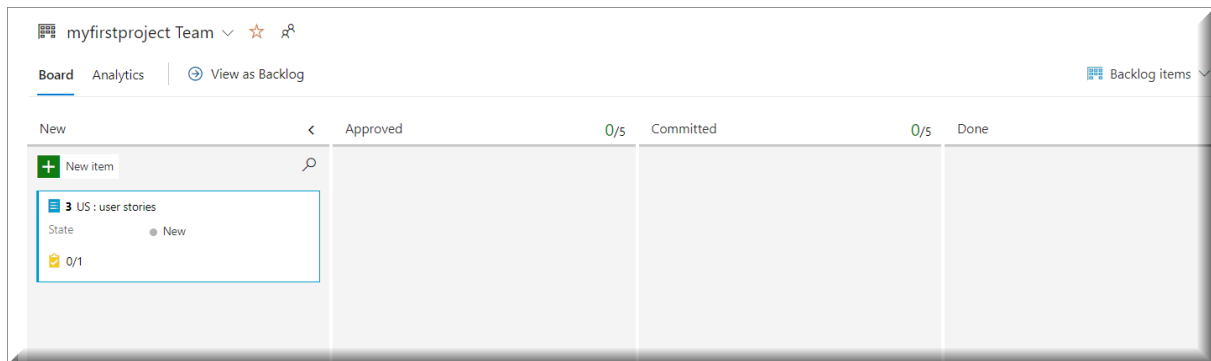 myfirstproject Team
Board Analytics View as Backlog Backlog items
New Approved 0/5 Committed 0/5 Done
New item
3 US : user stories
State New
0/1